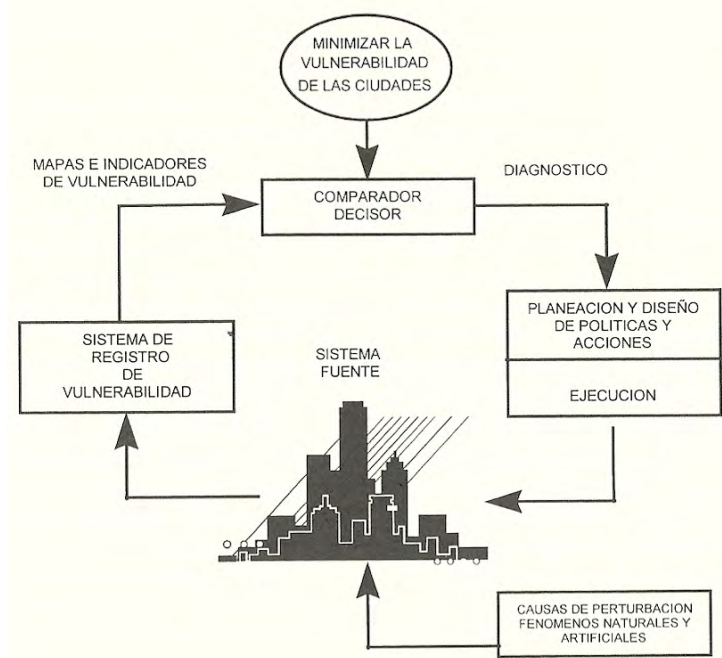 MINIMIZAR LA
VULNERABILIDAD
DE LAS CIUDADES
MAPAS E INDICADORES
DE VULNERABILIDAD
DIAGNOSTICO
COMPARADOR
DECISOR
PLANEACION Y DISEÑO
DE POLITICAS Y
ACCIONES
EJECUCION
SISTEMA DE
REGISTRO
DE
VULNERABILIDAD
SISTEMA
FUENTE
CAUSAS DE PERTURBACION
FENOMENOS NATURALES Y
ARTIFICIALES